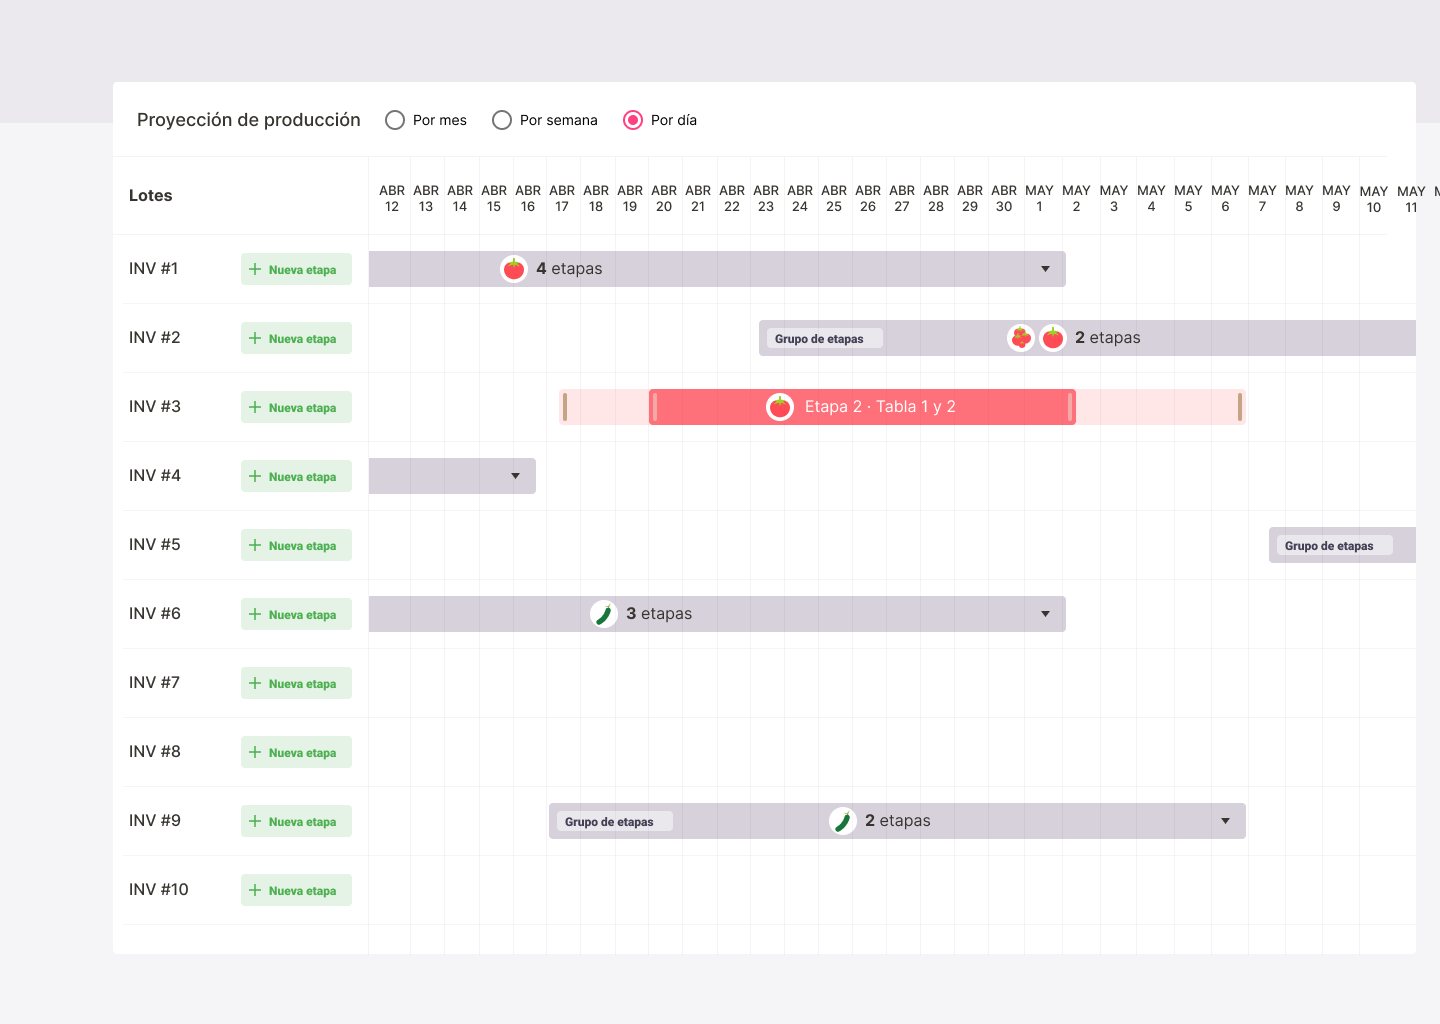 Proyección de producción Por mes Por semana Por día
Lotes
ABR 12 ABR 13 ABR 14 ABR 15 ABR 16 ABR 17 ABR 18 ABR 19 ABR 20 ABR 21 ABR 22 ABR 23 ABR 24 ABR 25 ABR 26 ABR 27 ABR 28 ABR 29 ABR 30 MAY 1 MAY 2 MAY 3 MAY 4 MAY 5 MAY 6 MAY 7 MAY 8 MAY 9 MAY 10 MAY 11
INV #1 + Nueva etapa 4 etapas
INV #2 + Nueva etapa Grupo de etapas 2 etapas
INV #3 + Nueva etapa Etapa 2 · Tabla 1 y 2
INV #4 + Nueva etapa
INV #5 + Nueva etapa Grupo de etapas
INV #6 + Nueva etapa 3 etapas
INV #7 + Nueva etapa
INV #8 + Nueva etapa
INV #9 + Nueva etapa Grupo de etapas 2 etapas
INV #10 + Nueva etapa